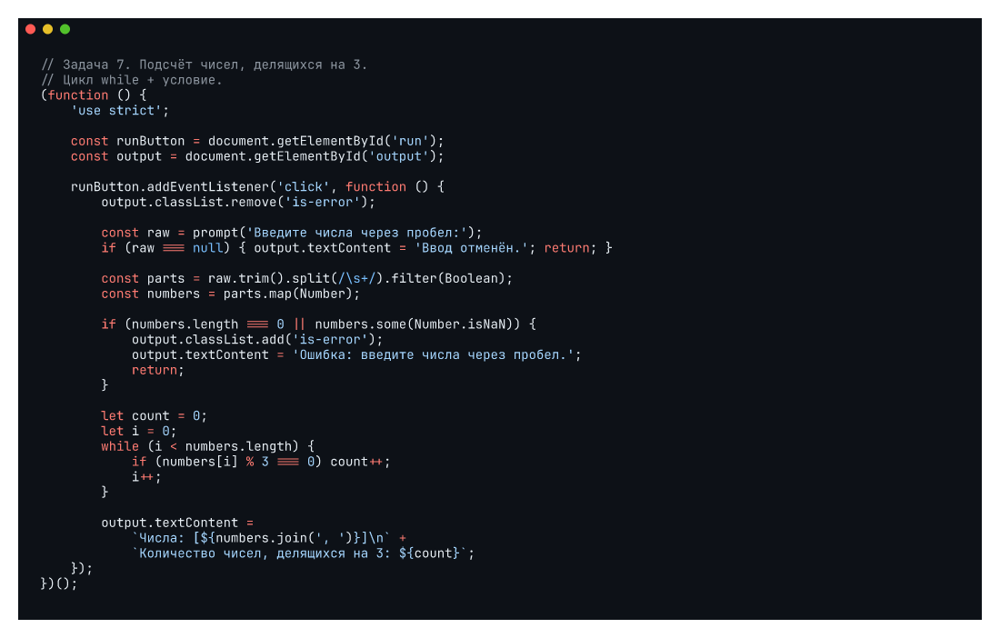 // Задача 7. Подсчёт чисел, делящихся на 3.
// Цикл while + условие.
(function () {
    'use strict';

    const runButton = document.getElementById('run');
    const output = document.getElementById('output');

    runButton.addEventListener('click', function () {
        output.classList.remove('is-error');

        const raw = prompt('Введите числа через пробел:');
        if (raw === null) { output.textContent = 'Ввод отменён.'; return; }

        const parts = raw.trim().split(/\s+/).filter(Boolean);
        const numbers = parts.map(Number);

        if (numbers.length === 0 || numbers.some(Number.isNaN)) {
            output.classList.add('is-error');
            output.textContent = 'Ошибка: введите числа через пробел.';
            return;
        }

        let count = 0;
        let i = 0;
        while (i < numbers.length) {
            if (numbers[i] % 3 === 0) count++;
            i++;
        }

        output.textContent =
            `Числа: [${numbers.join(', ')}]\n` +
            `Количество чисел, делящихся на 3: ${count}`;
    });
})();